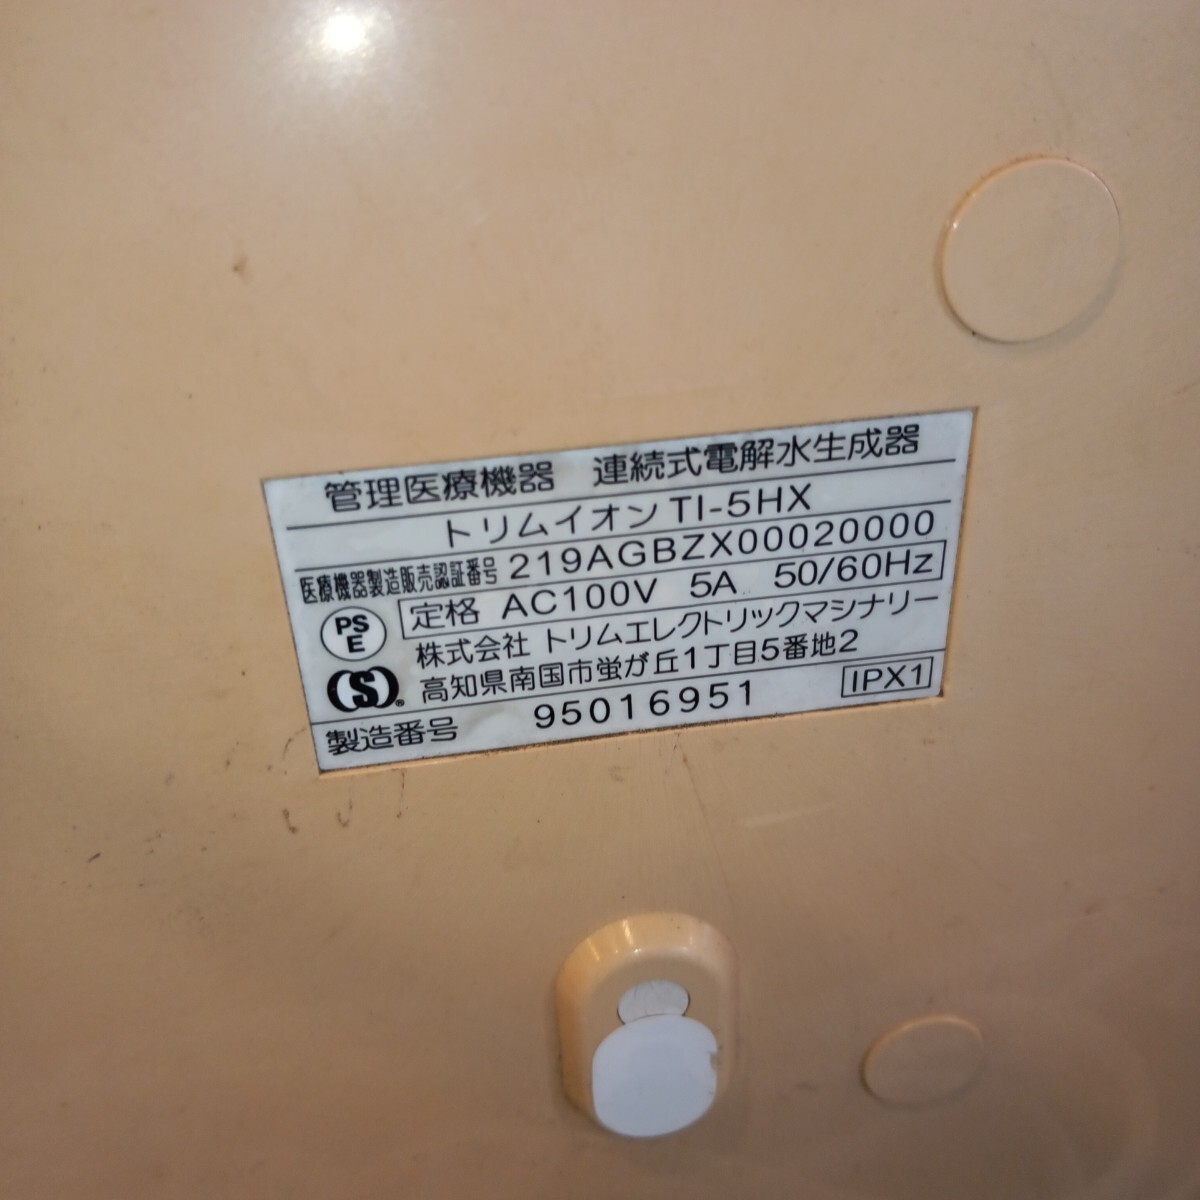 管理医療機器 連続式電解水生成器
トリムイオン TI-5HX
医療機器製造販売認証番号 219AGBZX00020000
PS
E
定格 AC100V 5A 50/60Hz
株式会社 トリムエレクトリックマシナリー
(S)®
高知県南国市蛍が丘1丁目5番地2
製造番号 95016951 IPX1